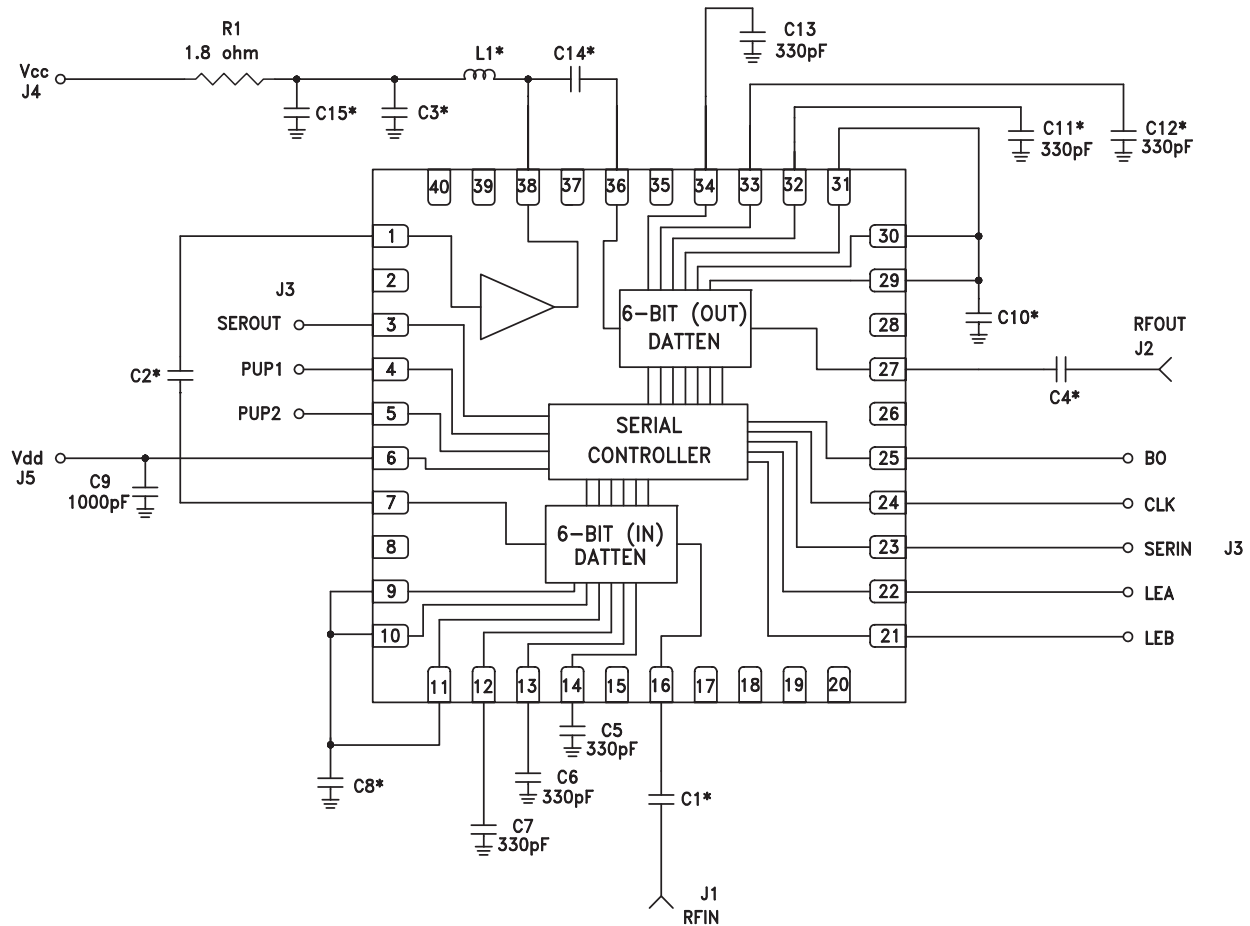 R1
1.8 ohm
Vcc
J4
L1*
C14*
C15*
C3*
C13
330pF
C11*
330pF
C12*
330pF
40
39
38
37
36
35
34
33
32
31
1
2
3
4
5
6
7
8
9
10
J3
SEROUT
PUP1
PUP2
C2*
Vdd
J5
C9
1000pF
6-BIT (OUT)
DATTEN
SERIAL
CONTROLLER
6-BIT (IN)
DATTEN
30
29
28
27
26
25
24
23
22
21
C10*
RFOUT
J2
C4*
BO
CLK
SERIN
J3
LEA
LEB
11
12
13
14
15
16
17
18
19
20
C8*
C7
330pF
C6
330pF
C5
330pF
C1*
J1
RFIN